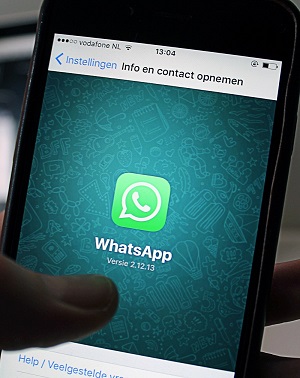 vodafone NL
13:04
Instellingen Info en contact opnemen
WhatsApp
Versie 2.12.13
Help / Veelgestelde